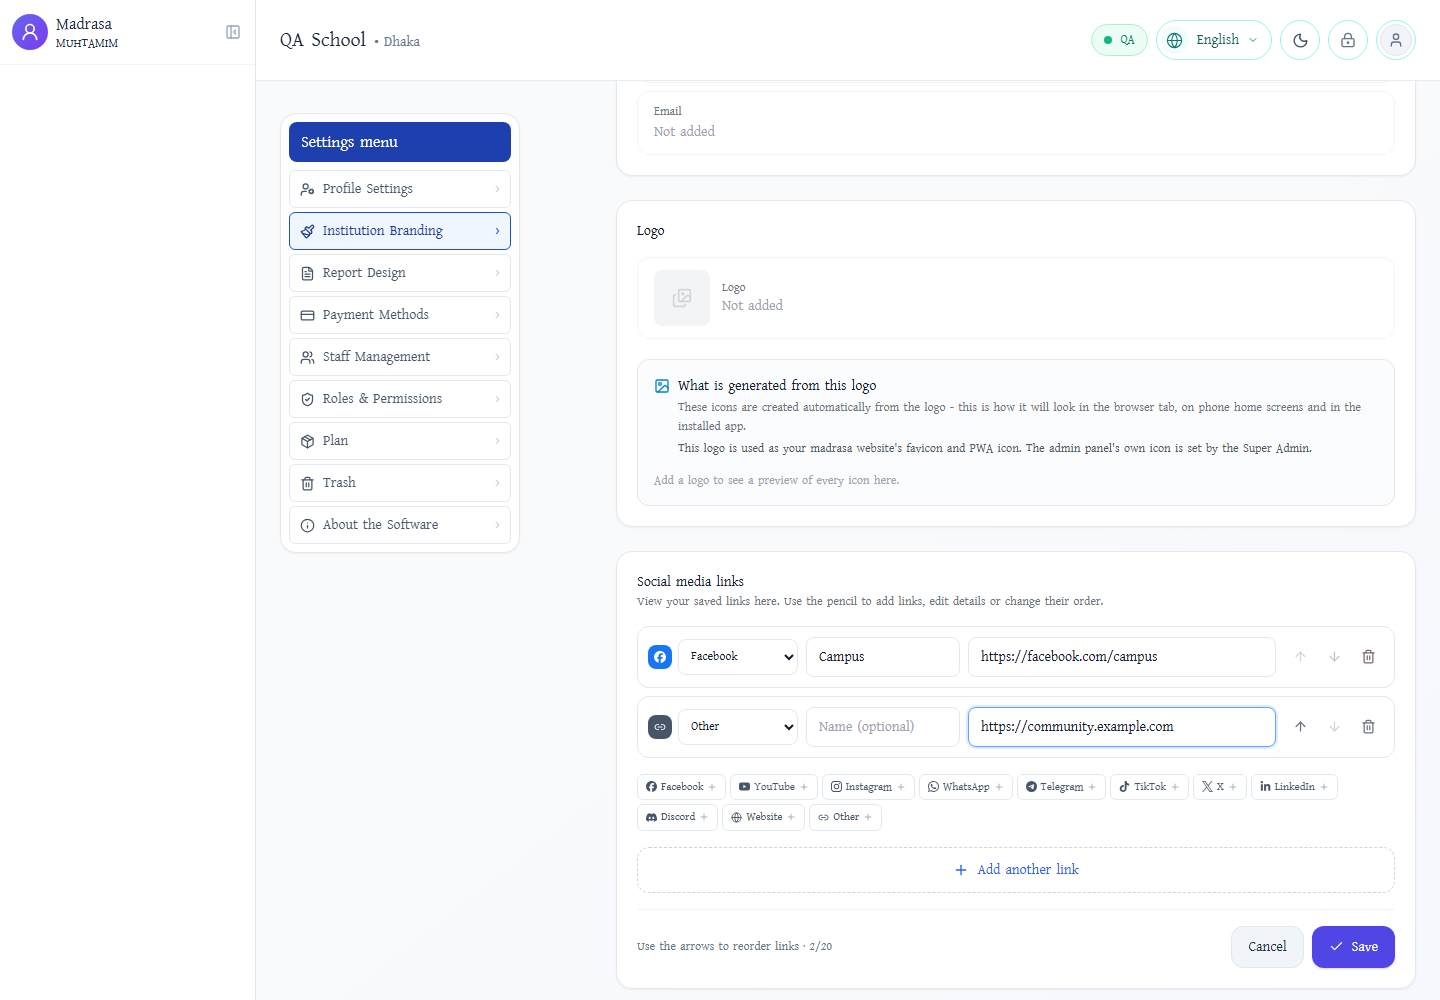 Madrasa
MUHTAMIM
QA School • Dhaka
QA
English
Settings menu
Profile Settings
Institution Branding
Report Design
Payment Methods
Staff Management
Roles & Permissions
Plan
Trash
About the Software
Email
Not added
Logo
Logo
Not added
What is generated from this logo
These icons are created automatically from the logo - this is how it will look in the browser tab, on phone home screens and in the
installed app.
This logo is used as your madrasa website's favicon and PWA icon. The admin panel's own icon is set by the Super Admin.
Add a logo to see a preview of every icon here.
Social media links
View your saved links here. Use the pencil to add links, edit details or change their order.
Facebook Campus https://facebook.com/campus
Other Name (optional) https://community.example.com
Facebook + YouTube + Instagram + WhatsApp + Telegram + TikTok + X + LinkedIn +
Discord + Website + Other +
+ Add another link
Use the arrows to reorder links · 2/20
Cancel
Save